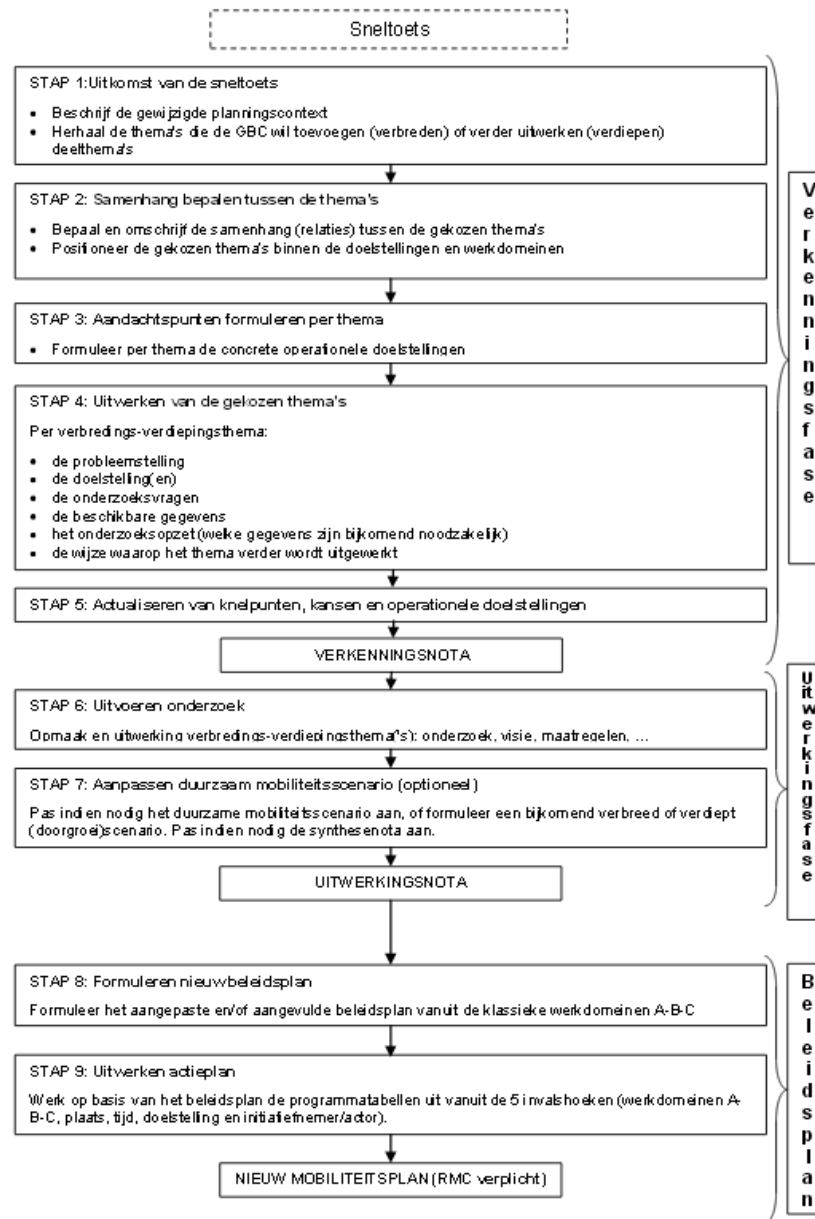 Sneltoets
STAP 1:Uitkomst van de sneltoets
• Beschrijf de gewijzigde planningscontext
• Herhaal de thema's die de GBC wil toevoegen (verbreden) of verder uitwerken (verdiepen)
deelthema's
STAP 2: Samenhang bepalen tussen de thema's
• Bepaal en omschrijf de samenhang (relaties) tussen de gekozen thema's
• Positioneer de gekozen thema's binnen de doelstellingen en werkdomeinen
STAP 3: Aandachtspunten formuleren per thema
• Formuleer per thema de concrete operationele doelstellingen
STAP 4: Uitwerken van de gekozen thema's
Per verbredings-verdiepingsthema:
• de probleemstelling
• de doelstelling(en)
• de onderzoeksvragen
• de beschikbare gegevens
• het onderzoeksopzet (welke gegevens zijn bijkomend noodzakelijk)
• de wijze waarop het thema verder wordt uitgewerkt
STAP 5: Actualiseren van knelpunten, kansen en operationele doelstellingen
VERKENNINGSNOTA
Verkenningsfase
STAP 6: Uitvoeren onderzoek
Opmaak en uitwerking verbredings-verdiepingsthema('s): onderzoek, visie, maatregelen, …
STAP 7: Aanpassen duurzaam mobiliteitsscenario (optioneel)
Pas indien nodig het duurzame mobiliteitsscenario aan, of formuleer een bijkomend verbreed of verdiept
(doorgroei)scenario. Pas indien nodig de synthesenota aan.
UITWERKINGSNOTA
Uitwerkingsfase
STAP 8: Formuleren nieuw beleidsplan
Formuleer het aangepaste en/of aangevulde beleidsplan vanuit de klassieke werkdomeinen A-B-C
STAP 9: Uitwerken actieplan
Werk op basis van het beleidsplan de programmatabellen uit vanuit de 5 invalshoeken (werkdomeinen A-
B-C, plaats, tijd, doelstelling en initiatiefnemer/actor).
NIEUW MOBILITEITSPLAN (RMC verplicht)
Beleidsplan